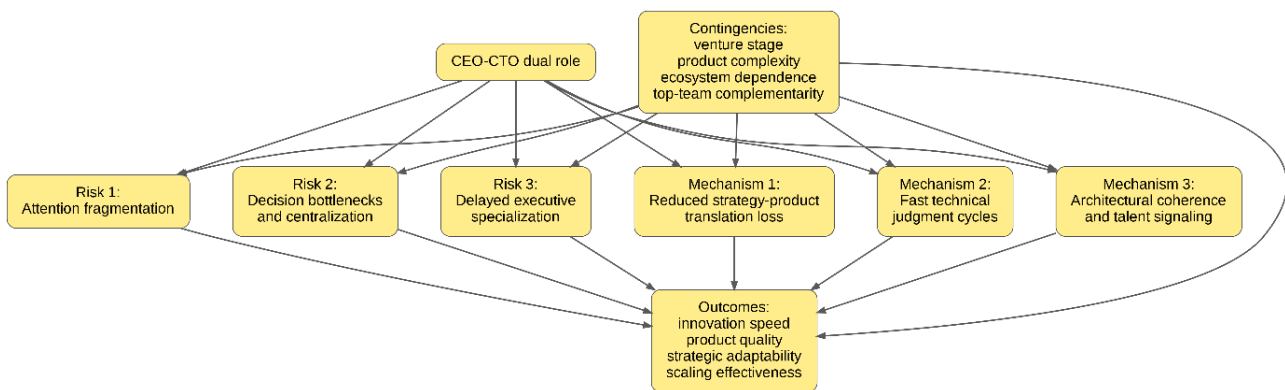 Contingencies:
venture stage
product complexity
ecosystem dependence
top-team complementarity
CEO-CTO dual role
Risk 1:
Attention fragmentation
Risk 2:
Decision bottlenecks
and centralization
Risk 3:
Delayed executive
specialization
Mechanism 1:
Reduced strategy-product
translation loss
Mechanism 2:
Fast technical
judgment cycles
Mechanism 3:
Architectural coherence
and talent signaling
Outcomes:
innovation speed
product quality
strategic adaptability
scaling effectiveness